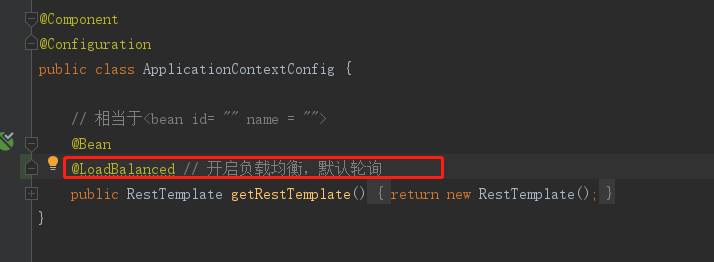 @Component
@Configuration
public class ApplicationContextConfig {
// 相当于<bean id= "" name = "">
@Bean
@LoadBalanced // 开启负载均衡，默认轮询
public RestTemplate getRestTemplate() { return new RestTemplate(); }
}